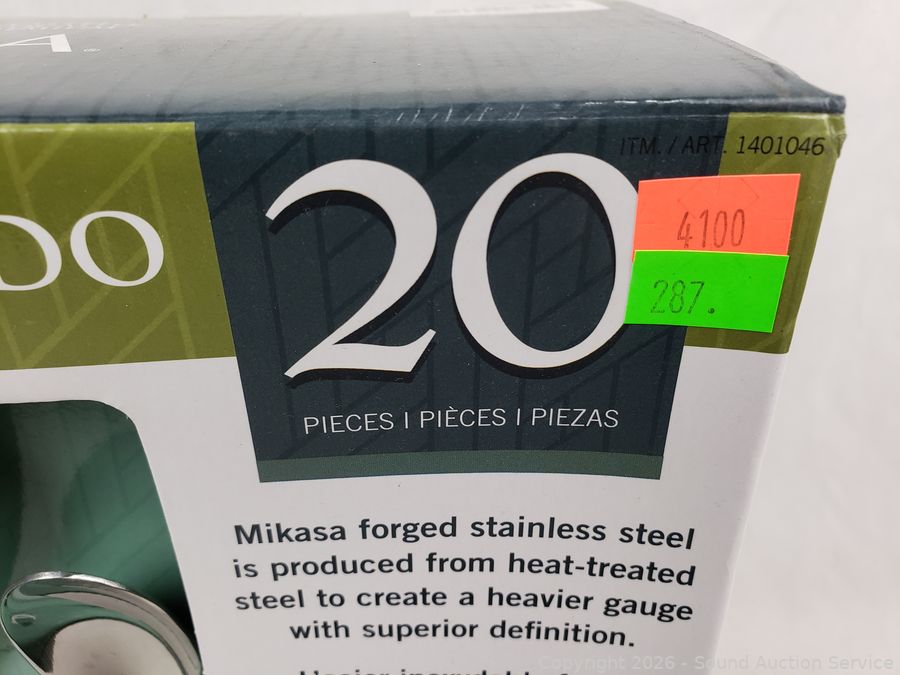 A®
ITM. / ART. 1401046
DO
20
4100
287.
PIECES | PIÈCES | PIEZAS
Mikasa forged stainless steel
is produced from heat-treated
steel to create a heavier gauge
with superior definition.
Copyright 2026 - Sound Auction Service